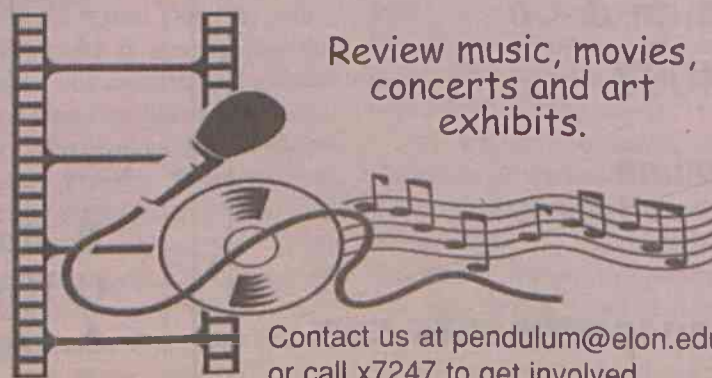 Review music, movies,
concerts and art
exhibits.
Contact us at pendulum@elon.edu
or call x7247 to get involved